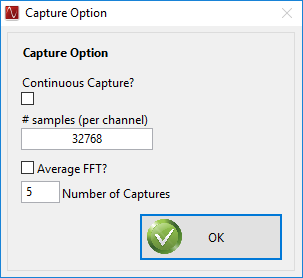 Capture Option
Capture Option
Continuous Capture?
# samples (per channel)
32768
Average FFT?
5 Number of Captures
OK